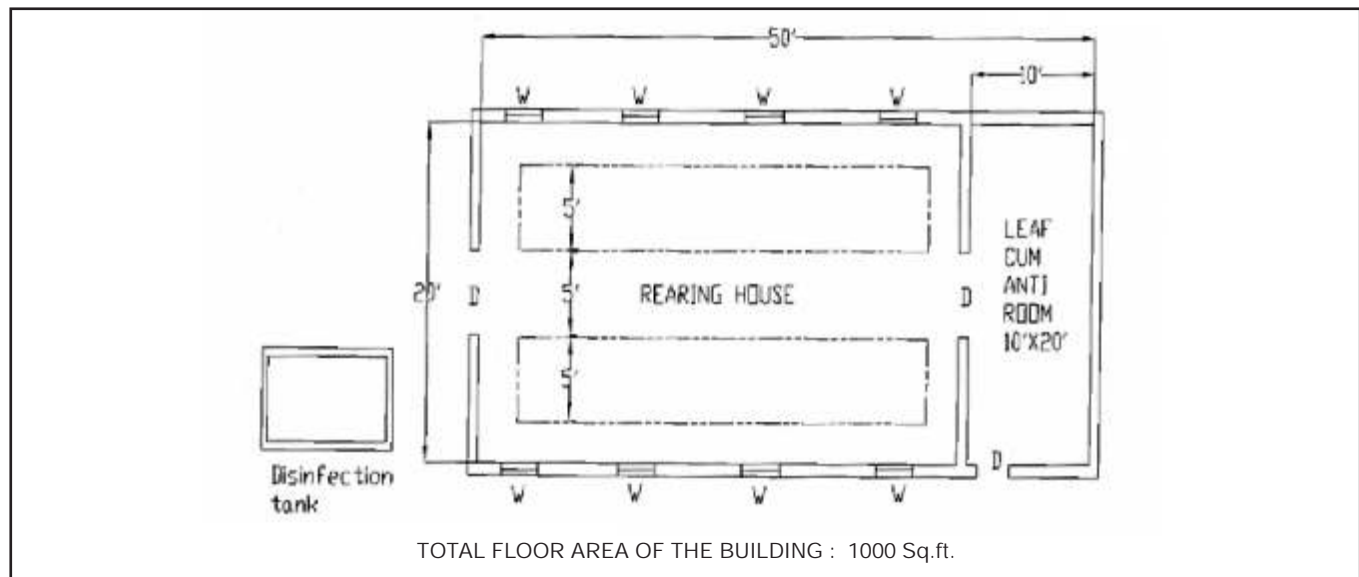 50'
10'
W W W W
5'
LEAF
CUM
ANTI
ROOM
10'X20'
20' D 5' REARING HOUSE D
5'
Disinfection
tank
D
W W W W
TOTAL FLOOR AREA OF THE BUILDING : 1000 Sq.ft.